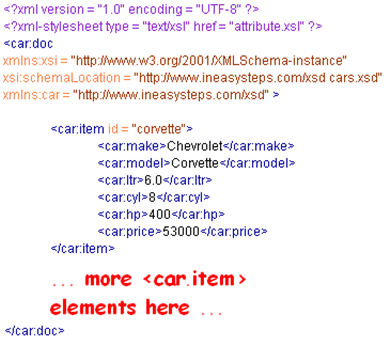 <?xml version = "1.0" encoding = "UTF-8" ?>
<?xml-stylesheet type = "text/xsl" href = "attribute.xsl" ?>
<car:doc
xmlns:xsi = "http://www.w3.org/2001/XMLSchema-instance"
xsi:schemaLocation = "http://www.ineasysteps.com/xsd cars.xsd"
xmlns:car = "http://www.ineasysteps.com/xsd" >
<car:item id = "corvette">
<car:make>Chevrolet</car:make>
<car:model>Corvette</car:model>
<car:ltr>6.0</car:ltr>
<car:cyl>8</car:cyl>
<car:hp>400</car:hp>
<car:price>53000</car:price>
</car:item>
... more <car.item>
elements here ...
</car:doc>